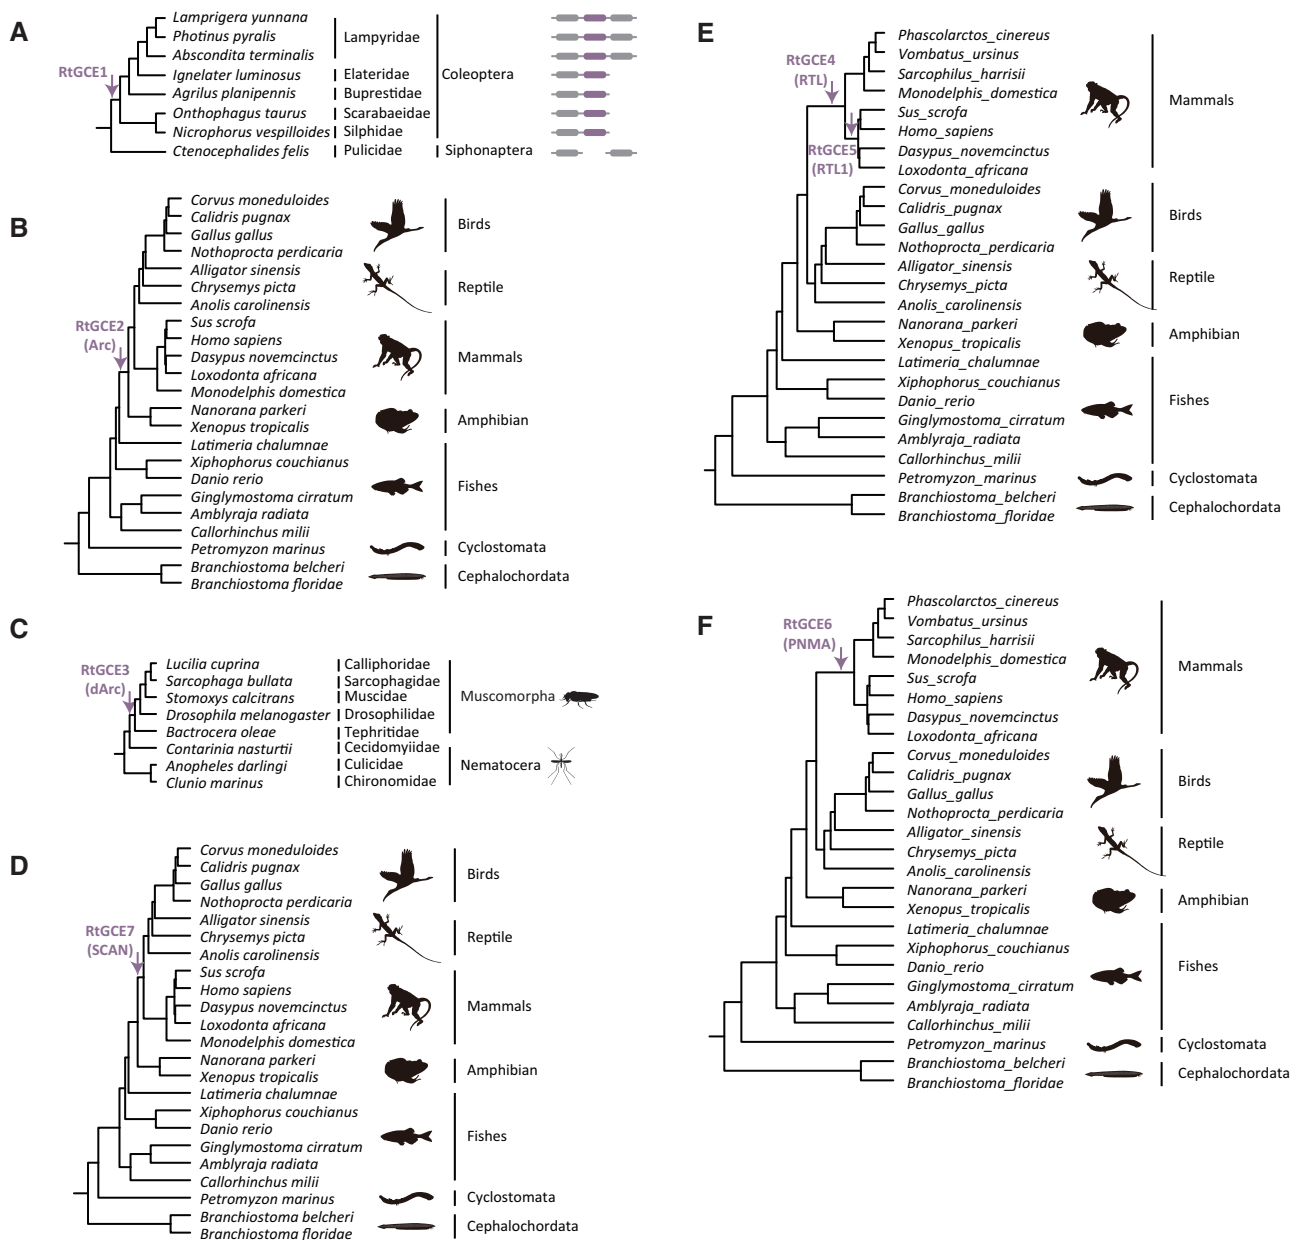 A
RtGCE1
Lamprigera yunnana
Photinus pyralis
Abscondita terminalis
Ignelater luminosus
Agrilus planipennis
Onthophagus taurus
Nicrophorus vespilloides
Ctenocephalides felis
Lampyridae
Elateridae
Buprestidae
Scarabaeidae
Silphidae
Pulicidae
Coleoptera
Siphonaptera
B
RtGCE2
(Arc)
Corvus moneduloides
Calidris pugnax
Gallus gallus
Nothoprocta perdicaria
Alligator sinensis
Chrysemys picta
Anolis carolinensis
Sus scrofa
Homo sapiens
Dasypus novemcinctus
Loxodonta africana
Monodelphis domestica
Nanorana parkeri
Xenopus tropicalis
Latimeria chalumnae
Xiphophorus couchianus
Danio rerio
Ginglymostoma cirratum
Amblyraja radiata
Callorhinchus milii
Petromyzon marinus
Branchiostoma belcheri
Branchiostoma floridae
Birds
Reptile
Mammals
Amphibian
Fishes
Cyclostomata
Cephalochordata
C
RtGCE3
(dArc)
Lucilia cuprina
Sarcophaga bullata
Stomoxys calcitrans
Drosophila melanogaster
Bactrocera oleae
Contarinia nasturtii
Anopheles darlingi
Clunio marinus
Calliphoridae
Sarcophagidae
Muscidae
Drosophilidae
Tephritidae
Cecidomyiidae
Culicidae
Chironomidae
Muscomorpha
Nematocera
D
RtGCE7
(SCAN)
Corvus moneduloides
Calidris pugnax
Gallus gallus
Nothoprocta perdicaria
Alligator sinensis
Chrysemys picta
Anolis carolinensis
Sus scrofa
Homo sapiens
Dasypus novemcinctus
Loxodonta africana
Monodelphis domestica
Nanorana parkeri
Xenopus tropicalis
Latimeria chalumnae
Xiphophorus couchianus
Danio rerio
Ginglymostoma cirratum
Amblyraja radiata
Callorhinchus milii
Petromyzon marinus
Branchiostoma belcheri
Branchiostoma floridae
Birds
Reptile
Mammals
Amphibian
Fishes
Cyclostomata
Cephalochordata
E
RtGCE4
(RTL)
RtGCE5
(RTL1)
Phascolarctos_cinereus
Vombatus_ursinus
Sarcophilus_harrisii
Monodelphis_domestica
Sus_scrofa
Homo_sapiens
Dasypus_novemcinctus
Loxodonta_africana
Corvus_moneduloides
Calidris_pugnax
Gallus_gallus
Nothoprocta_perdicaria
Alligator_sinensis
Chrysemys_picta
Anolis_carolinensis
Nanorana_parkeri
Xenopus_tropicalis
Latimeria_chalumnae
Xiphophorus_couchianus
Danio_rerio
Ginglymostoma_cirratum
Amblyraja_radiata
Callorhinchus_milii
Petromyzon_marinus
Branchiostoma_belcheri
Branchiostoma_floridae
Mammals
Birds
Reptile
Amphibian
Fishes
Cyclostomata
Cephalochordata
F
RtGCE6
(PNMA)
Phascolarctos_cinereus
Vombatus_ursinus
Sarcophilus_harrisii
Monodelphis_domestica
Sus_scrofa
Homo_sapiens
Dasypus_novemcinctus
Loxodonta_africana
Corvus_moneduloides
Calidris_pugnax
Gallus_gallus
Nothoprocta_perdicaria
Alligator_sinensis
Chrysemys_picta
Anolis_carolinensis
Nanorana_parkeri
Xenopus_tropicalis
Latimeria_chalumnae
Xiphophorus_couchianus
Danio_rerio
Ginglymostoma_cirratum
Amblyraja_radiata
Callorhinchus_milii
Petromyzon_marinus
Branchiostoma_belcheri
Branchiostoma_floridae
Mammals
Birds
Reptile
Amphibian
Fishes
Cyclostomata
Cephalochordata